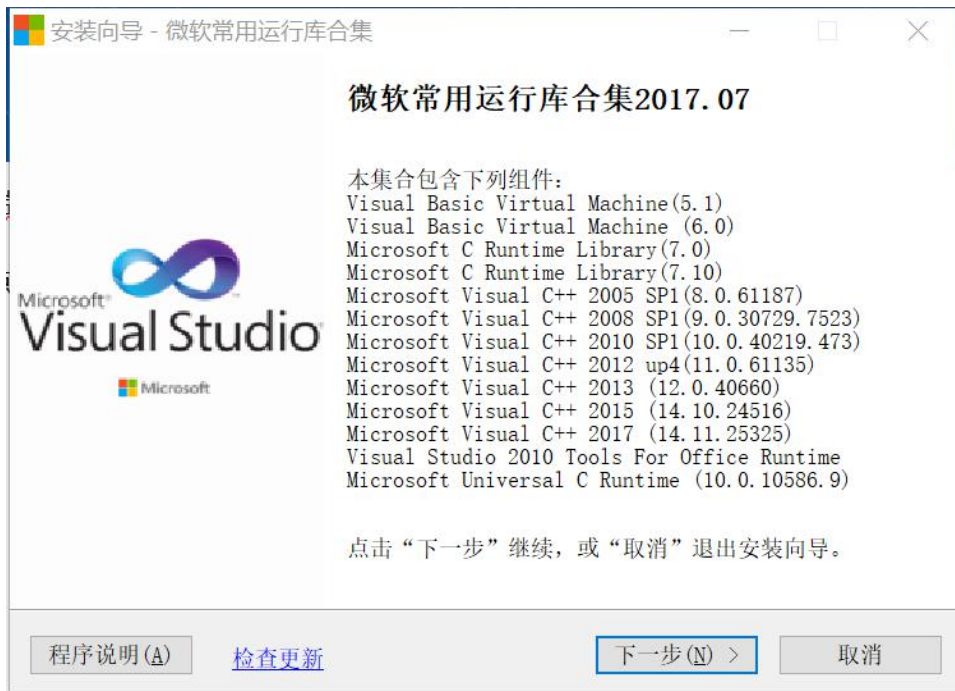 安装向导 - 微软常用运行库合集
微软常用运行库合集2017.07
本集合包含下列组件:
Visual Basic Virtual Machine(5.1)
Visual Basic Virtual Machine (6.0)
Microsoft C Runtime Library(7.0)
Microsoft C Runtime Library(7.10)
Microsoft Visual C++ 2005 SP1(8.0.61187)
Microsoft Visual C++ 2008 SP1(9.0.30729.7523)
Microsoft Visual C++ 2010 SP1(10.0.40219.473)
Microsoft Visual C++ 2012 up4(11.0.61135)
Microsoft Visual C++ 2013 (12.0.40660)
Microsoft Visual C++ 2015 (14.10.24516)
Microsoft Visual C++ 2017 (14.11.25325)
Visual Studio 2010 Tools For Office Runtime
Microsoft Universal C Runtime (10.0.10586.9)
Microsoft
Visual Studio
Microsoft
点击“下一步”继续，或“取消”退出安装向导。
程序说明(A)
检查更新
下一步(N) >
取消